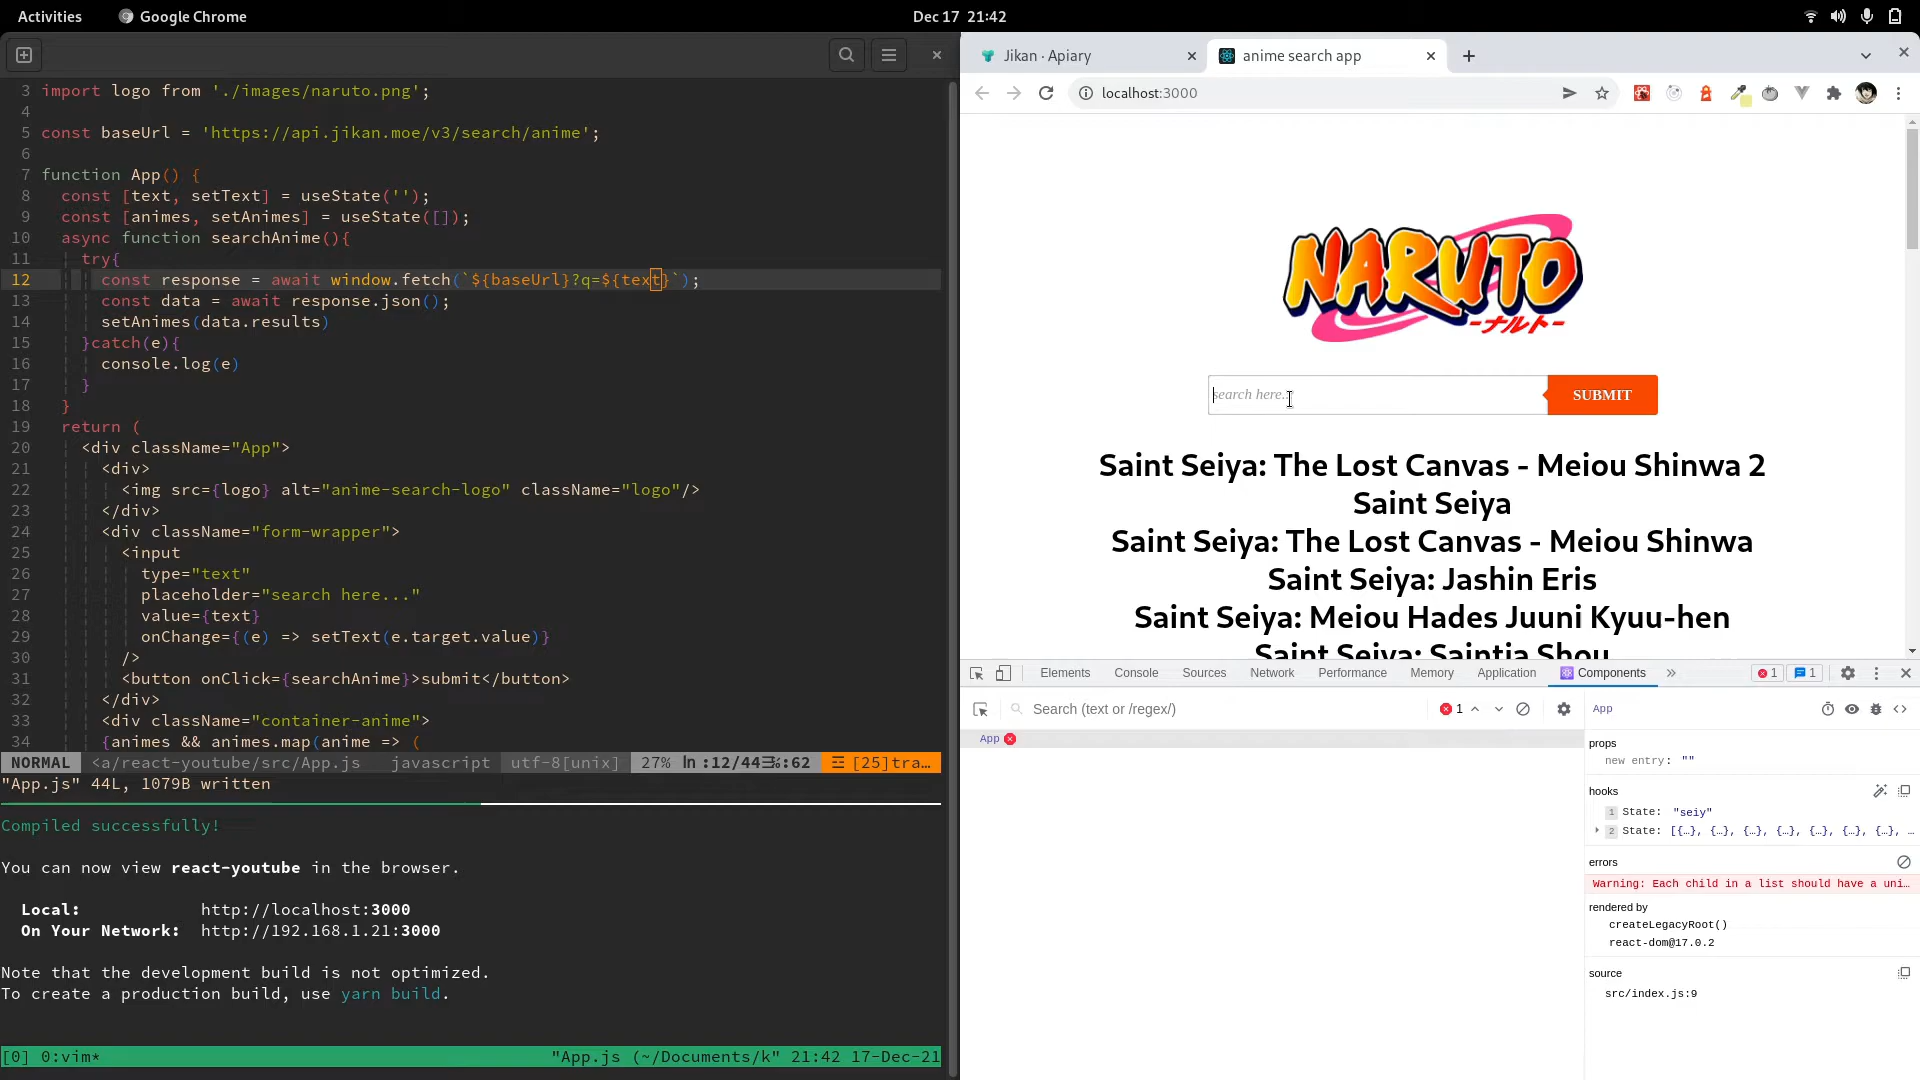 Activities
Google Chrome
Dec 17 21:42
3 import logo from './images/naruto.png';
4
5 const baseUrl = 'https://api.jikan.moe/v3/search/anime';
6
7 function App() {
8 const [text, setText] = useState('');
9 const [animes, setAnimes] = useState([]);
10 async function searchAnime(){
11 try{
12 const response = await window.fetch(`${baseUrl}?q=${text}`);
13 const data = await response.json();
14 setAnimes(data.results)
15 }catch(e){
16 console.log(e)
17 }
18 }
19 return (
20 <div className="App">
21 <div>
22 <img src={logo} alt="anime-search-logo" className="logo"/>
23 </div>
24 <div className="form-wrapper">
25 <input
26 type="text"
27 placeholder="search here..."
28 value={text}
29 onChange={(e) => setText(e.target.value)}
30 />
31 <button onClick={searchAnime}>submit</button>
32 </div>
33 <div className="container-anime">
34 {animes && animes.map(anime => (
NORMAL <a/react-youtube/src/App.js javascript utf-8[unix] 27% ln :12/44 :62 [25]tra…
"App.js" 44L, 1079B written
Compiled successfully!
You can now view react-youtube in the browser.
Local: http://localhost:3000
On Your Network: http://192.168.1.21:3000
Note that the development build is not optimized.
To create a production build, use yarn build.
[0] 0:vim* "App.js (~/Documents/k" 21:42 17-Dec-21
Jikan · Apiary
anime search app
localhost:3000
NARUTO
-ナルト-
search here..
SUBMIT
Saint Seiya: The Lost Canvas - Meiou Shinwa 2
Saint Seiya
Saint Seiya: The Lost Canvas - Meiou Shinwa
Saint Seiya: Jashin Eris
Saint Seiya: Meiou Hades Juuni Kyuu-hen
Saint Seiya: Saintia Shou
Elements Console Sources Network Performance Memory Application Components » 1 1
Search (text or /regex/) 1
App
App
props
new entry: ""
hooks
1 State: "seiy"
2 State: [{…}, {…}, {…}, {…}, {…}, {…}, {…}, …
errors
Warning: Each child in a list should have a uni…
rendered by
createLegacyRoot()
react-dom@17.0.2
source
src/index.js:9